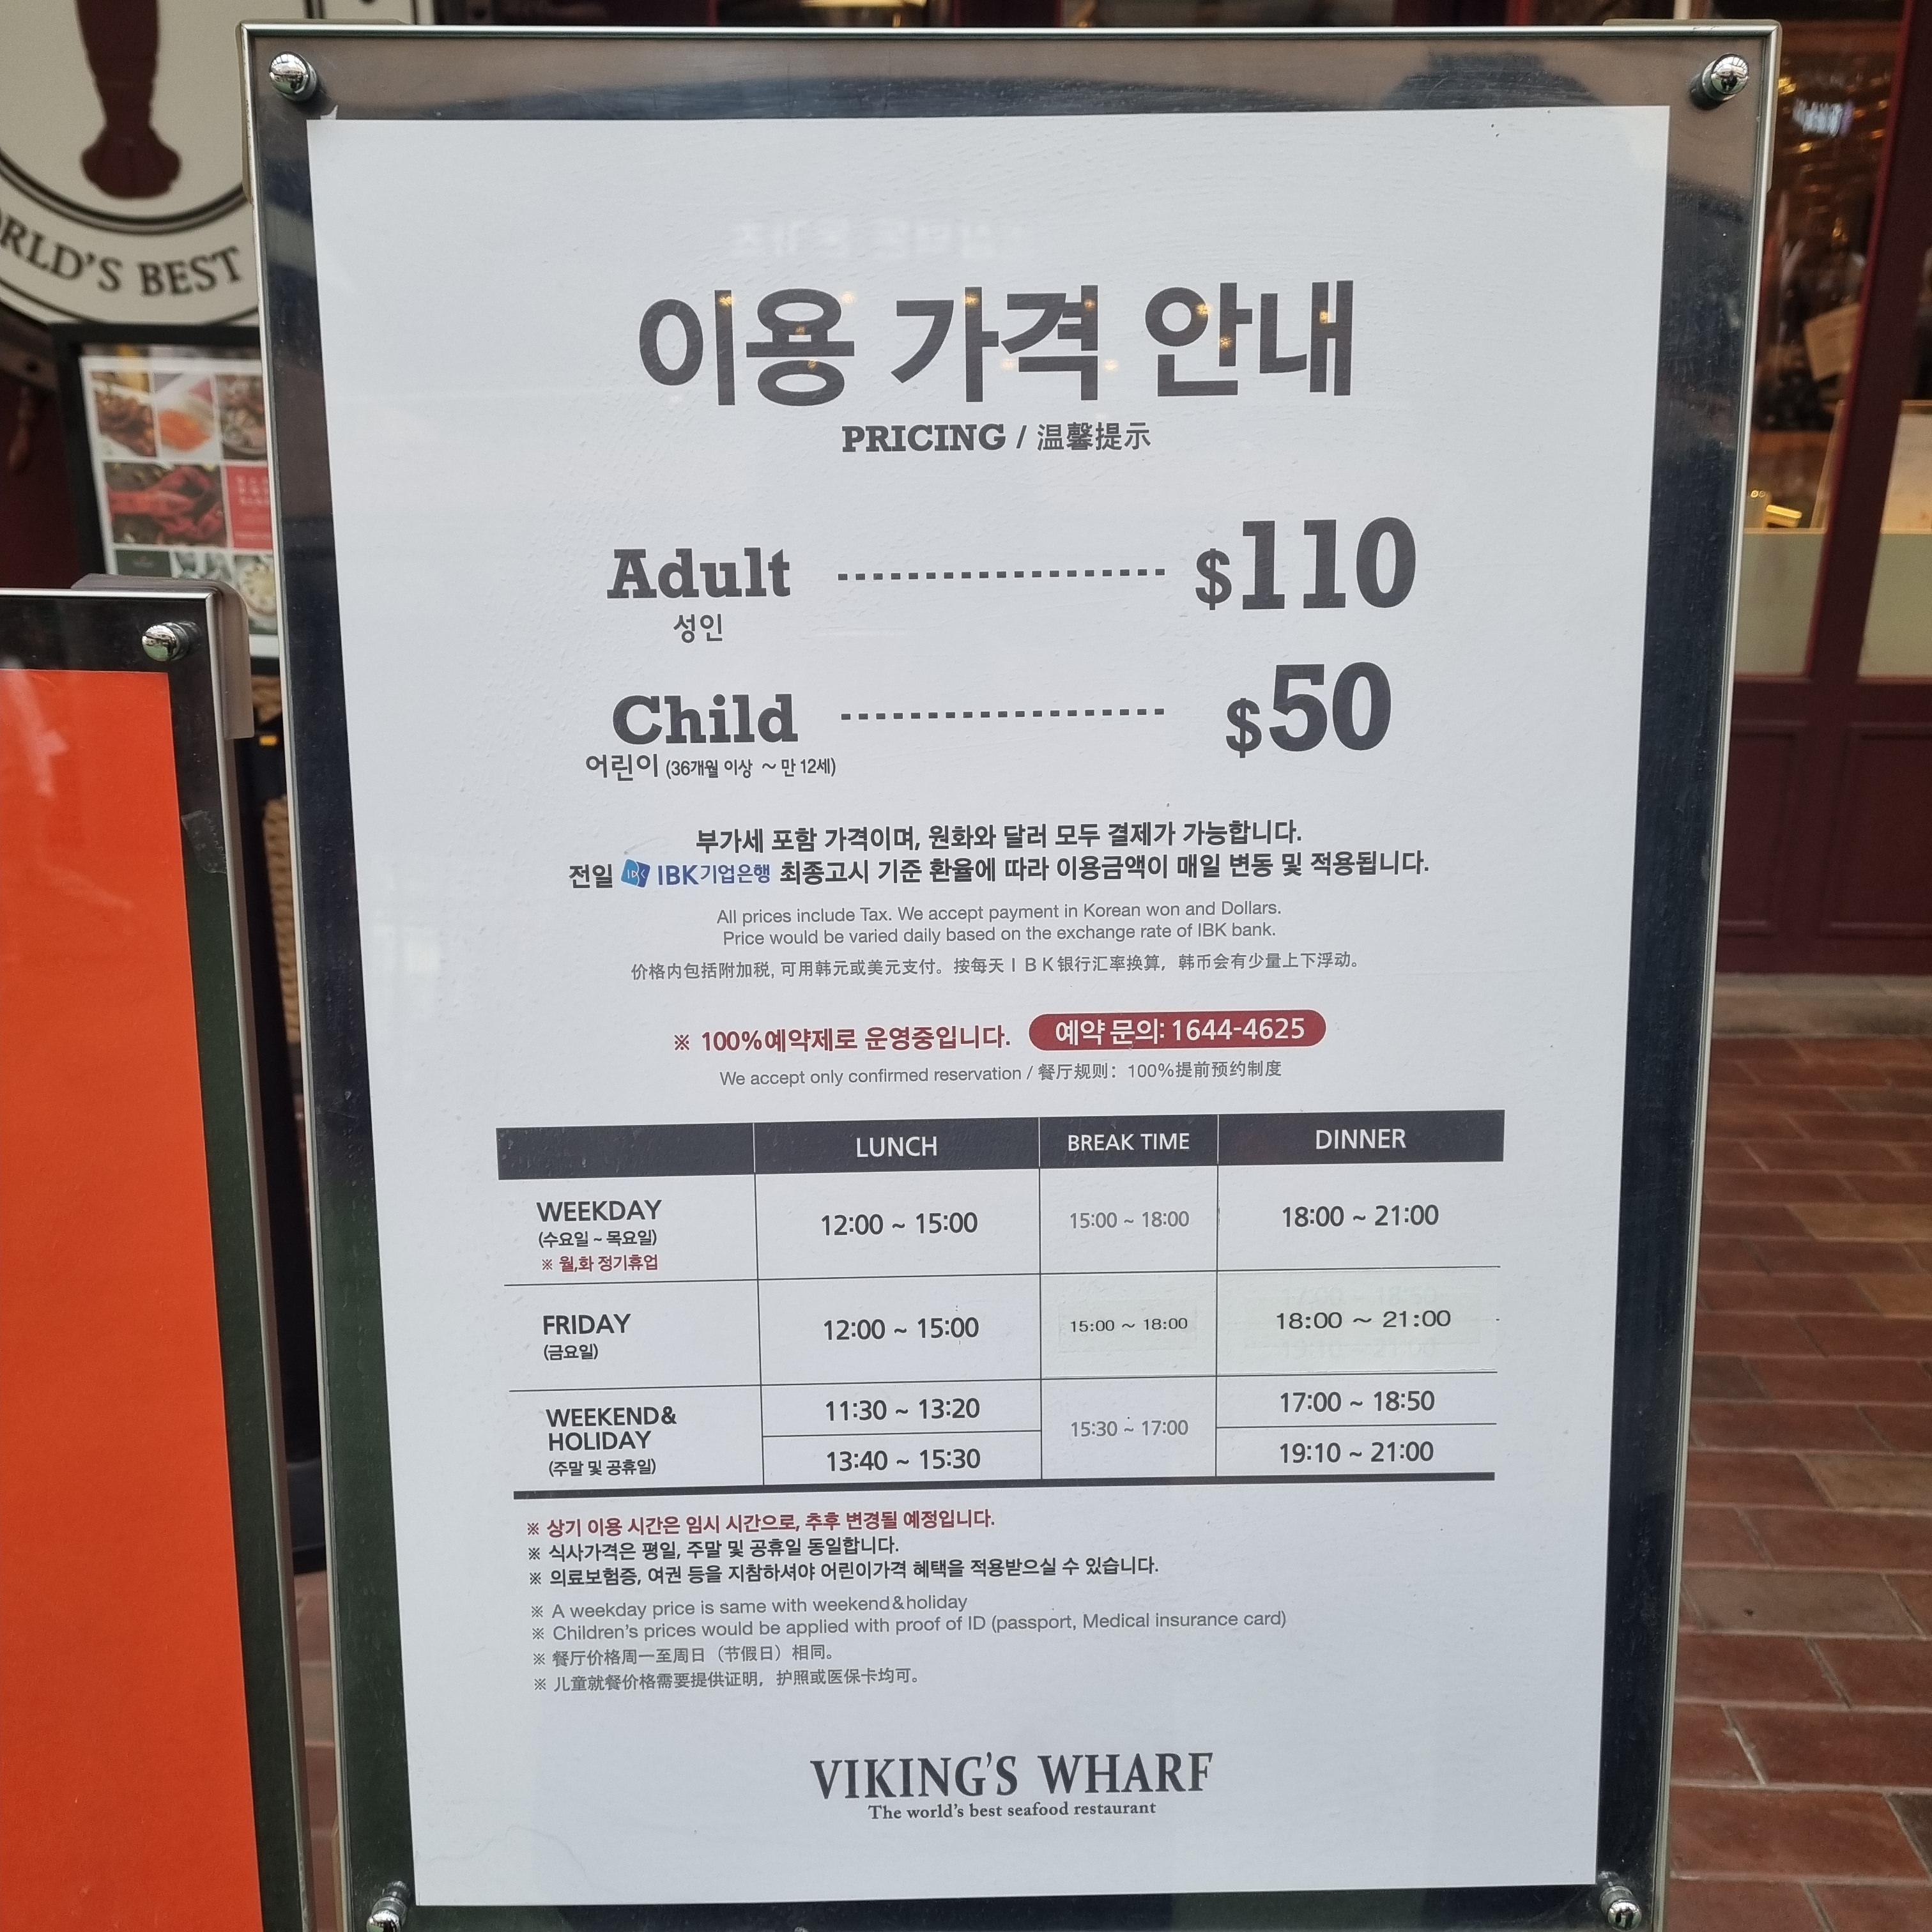 WORLD'S BEST
이용 가격 안내
PRICING / 温馨提示
Adult ------------------- $110
성인
Child ------------------- $50
어린이 (36개월 이상 ~ 만 12세)
부가세 포함 가격이며, 원화와 달러 모두 결제가 가능합니다.
전일 IBK기업은행 최종고시 기준 환율에 따라 이용금액이 매일 변동 및 적용됩니다.
All prices include Tax. We accept payment in Korean won and Dollars.
Price would be varied daily based on the exchange rate of IBK bank.
价格内包括附加税, 可用韩元或美元支付。按每天ＩＢＫ银行汇率换算，韩币会有少量上下浮动。
※ 100%예약제로 운영중입니다. 예약 문의: 1644-4625
We accept only confirmed reservation / 餐厅规则：100%提前预约制度
LUNCH BREAK TIME DINNER
WEEKDAY
(수요일 ~ 목요일)
※ 월,화 정기휴업
12:00 ~ 15:00 15:00 ~ 18:00 18:00 ~ 21:00
FRIDAY
(금요일)
12:00 ~ 15:00 15:00 ~ 18:00 18:00 ~ 21:00
WEEKEND&
HOLIDAY
(주말 및 공휴일)
11:30 ~ 13:20 15:30 ~ 17:00 17:00 ~ 18:50
13:40 ~ 15:30 19:10 ~ 21:00
※ 상기 이용 시간은 임시 시간으로, 추후 변경될 예정입니다.
※ 식사가격은 평일, 주말 및 공휴일 동일합니다.
※ 의료보험증, 여권 등을 지참하셔야 어린이가격 혜택을 적용받으실 수 있습니다.
※ A weekday price is same with weekend&holiday
※ Children's prices would be applied with proof of ID (passport, Medical insurance card)
※ 餐厅价格周一至周日（节假日）相同。
※ 儿童就餐价格需要提供证明，护照或医保卡均可。
VIKING'S WHARF
The world's best seafood restaurant